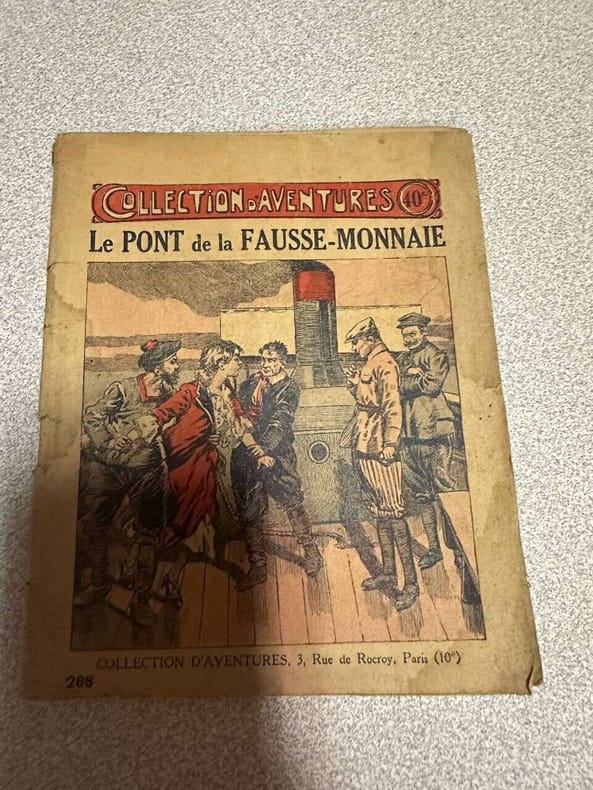 COLLECTION D'AVENTURES 40c
Le PONT de la FAUSSE-MONNAIE
COLLECTION D'AVENTURES, 3, Rue de Rocroy, Paris (10e)
268